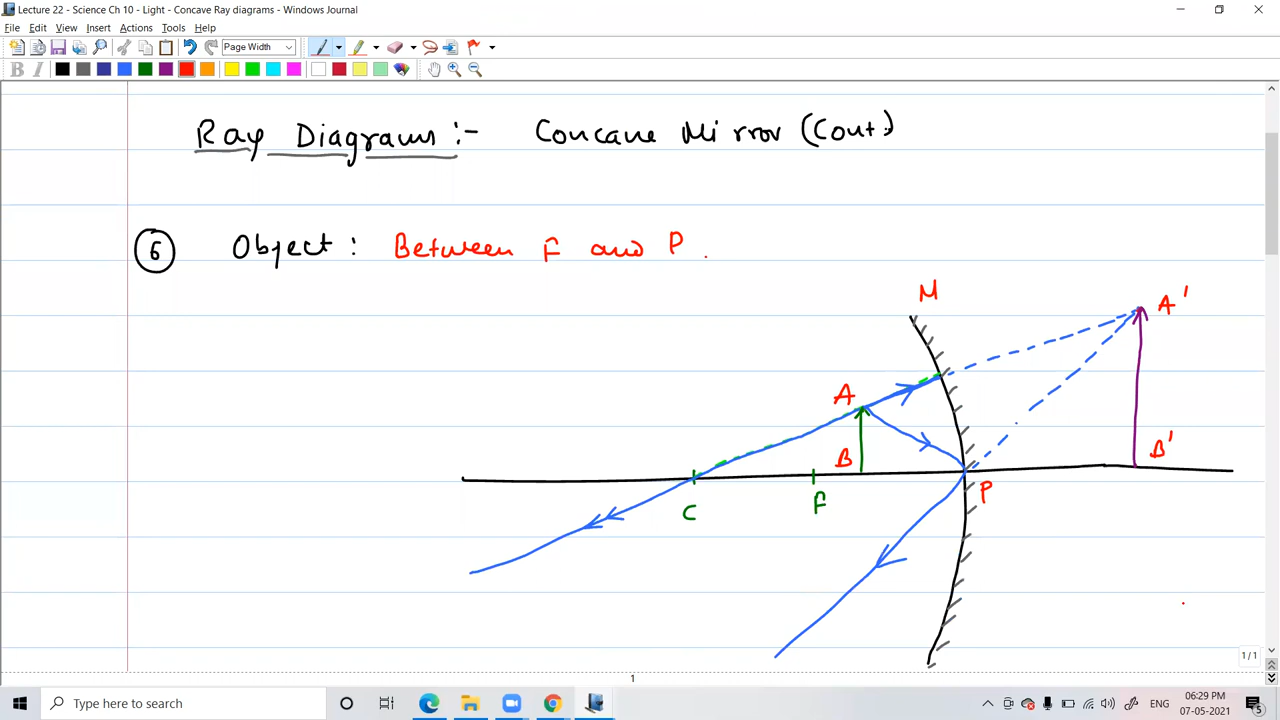 Lecture 22 - Science Ch 10 - Light - Concave Ray diagrams - Windows Journal
File Edit View Insert Actions Tools Help
Page Width
B I
Ray Diagrams :- Concave Mirror (Cont.)
6 Object : Between F and P.
M
A'
A
B
B'
C
F
P
1/1
1
Type here to search
ENG
06:29 PM
07-05-2021
5